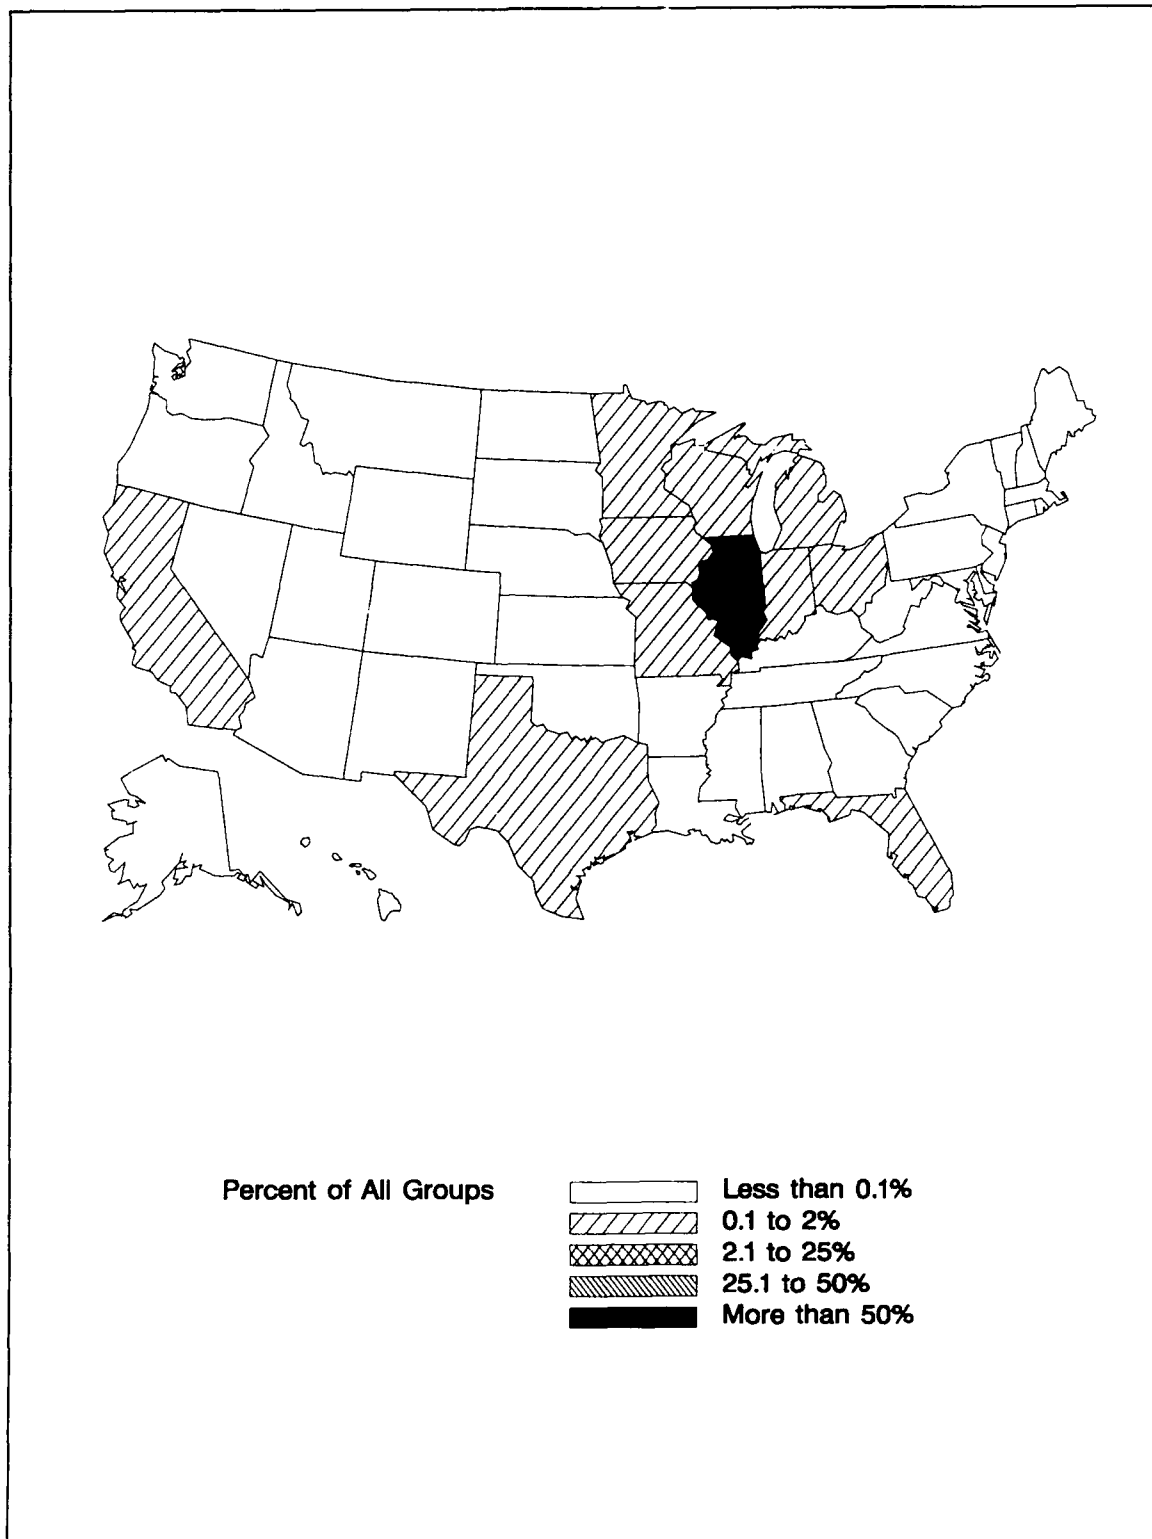 Percent of All Groups
Less than 0.1%
0.1 to 2%
2.1 to 25%
25.1 to 50%
More than 50%